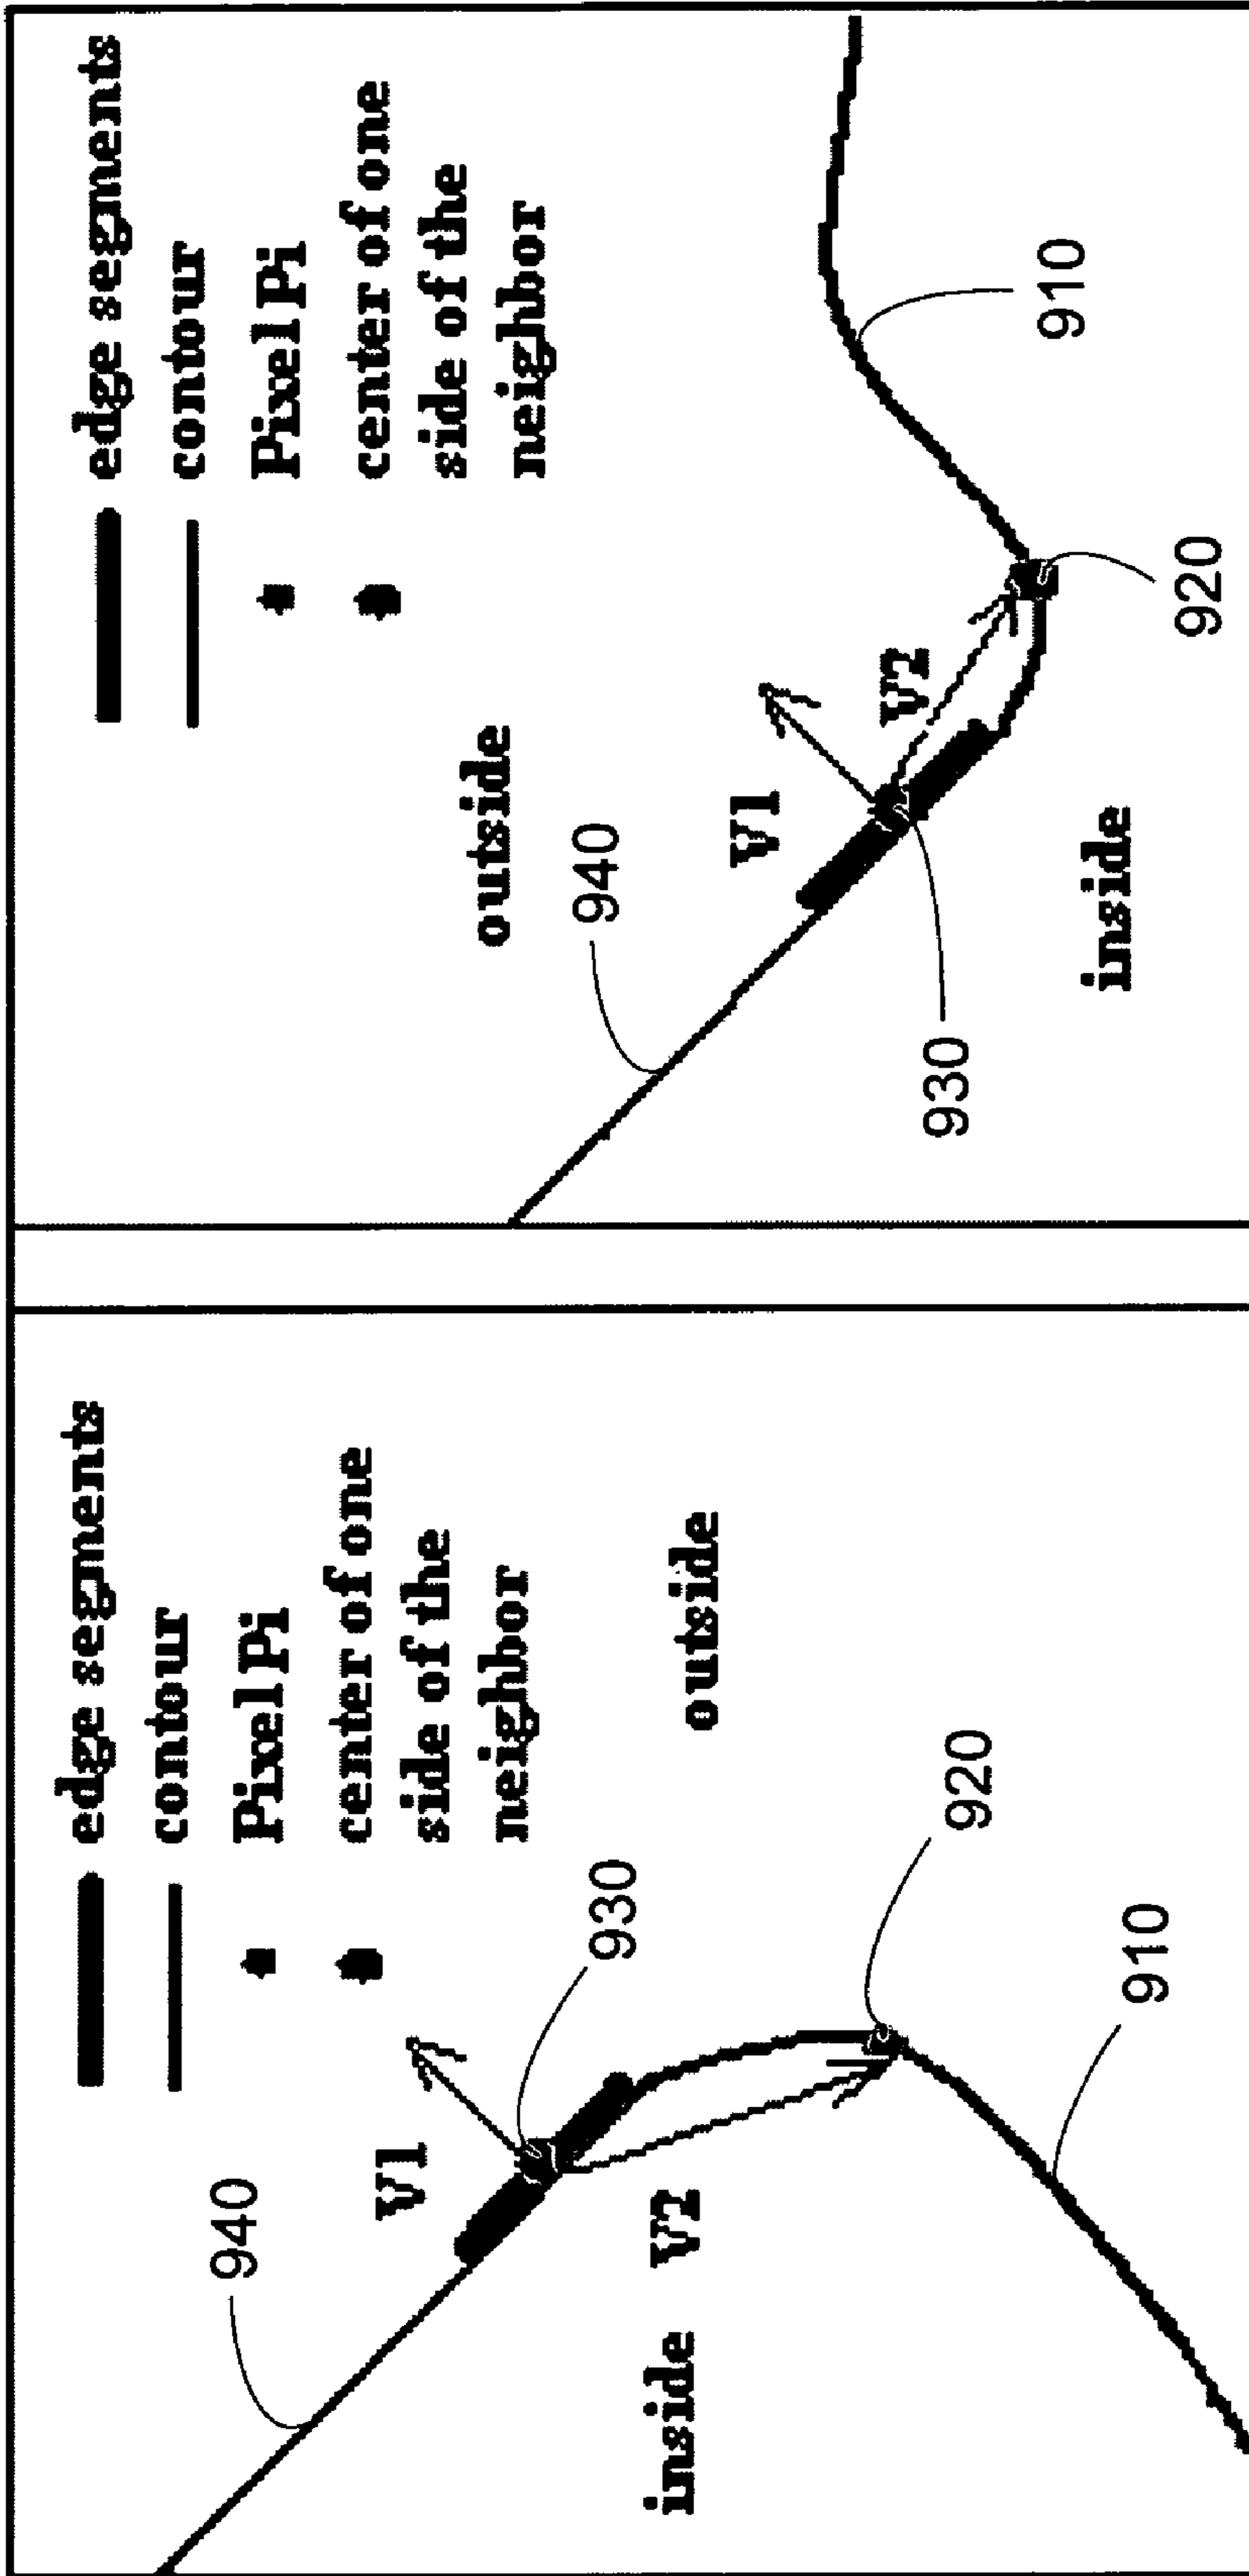 edge segments
contour
Pixel Pi
center of one
side of the
neighbor
outside
940
V1
930
V2
inside
920
910
edge segments
contour
Pixel Pi
center of one
side of the
neighbor
outside
940
V1
V2
910
930
920
inside